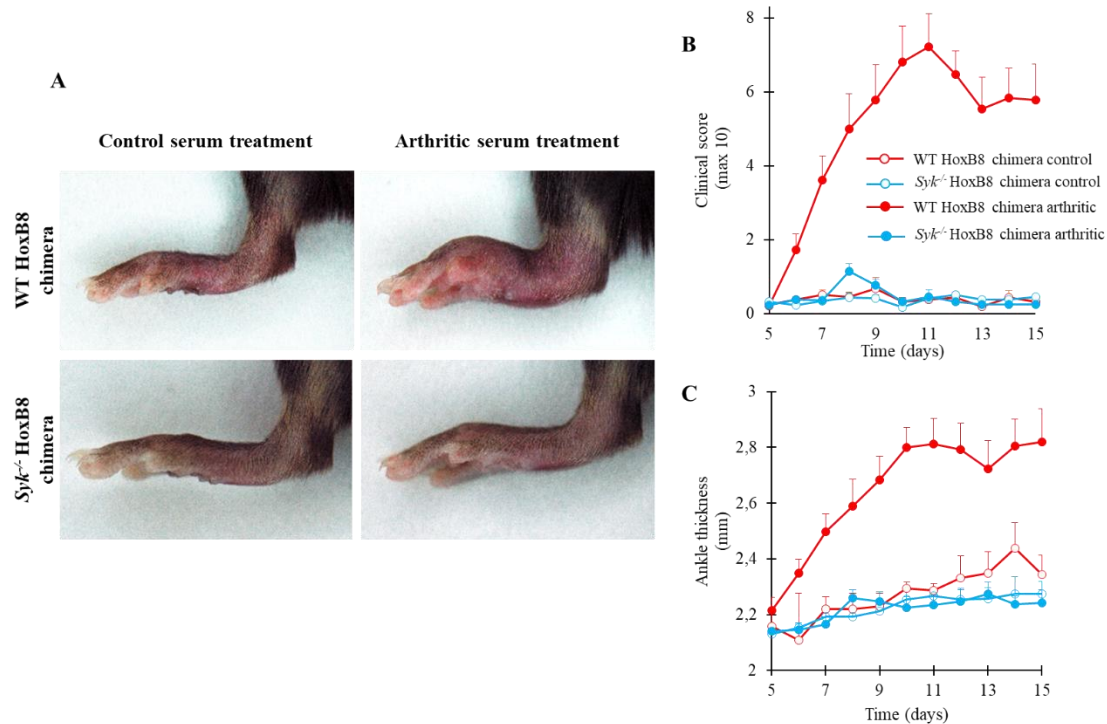 A
Control serum treatment
Arthritic serum treatment
WT HoxB8
chimera
Syk-/- HoxB8
chimera
B
Clinical score
(max 10)
8
6
4
2
0
WT HoxB8 chimera control
Syk-/- HoxB8 chimera control
WT HoxB8 chimera arthritic
Syk-/- HoxB8 chimera arthritic
5 7 9 11 13 15
Time (days)
C
Ankle thickness
(mm)
3
2.8
2.6
2.4
2.2
2
5 7 9 11 13 15
Time (days)